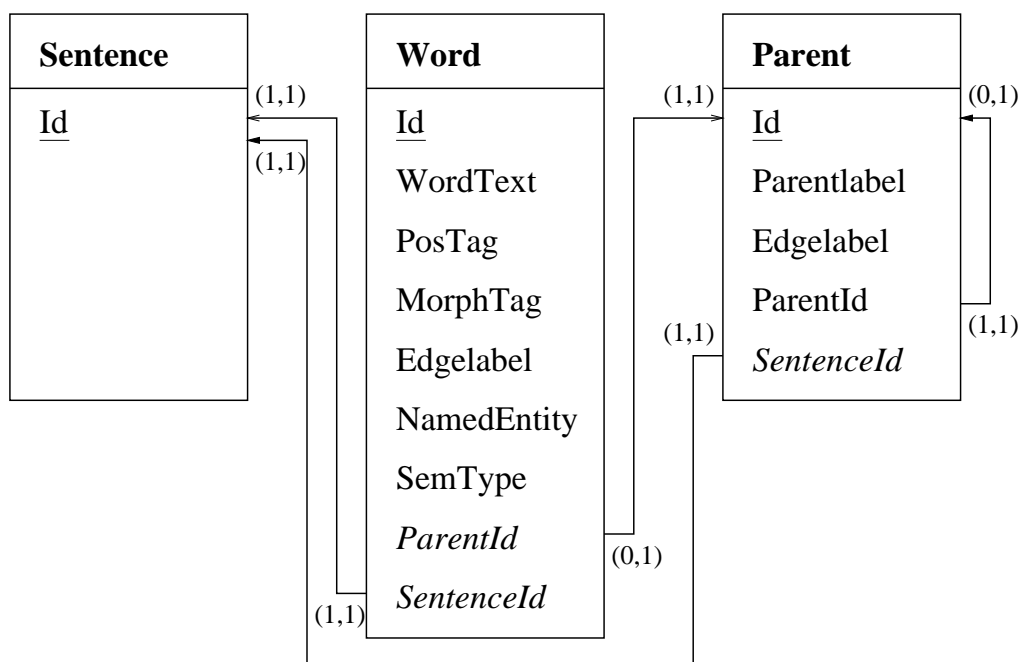 Sentence
Id
(1,1)
(1,1)
Word
Id
WordText
PosTag
MorphTag
Edgelabel
NamedEntity
SemType
ParentId
SentenceId
(1,1)
(0,1)
(1,1)
Parent
Id
Parentlabel
Edgelabel
ParentId
SentenceId
(0,1)
(1,1)
(1,1)